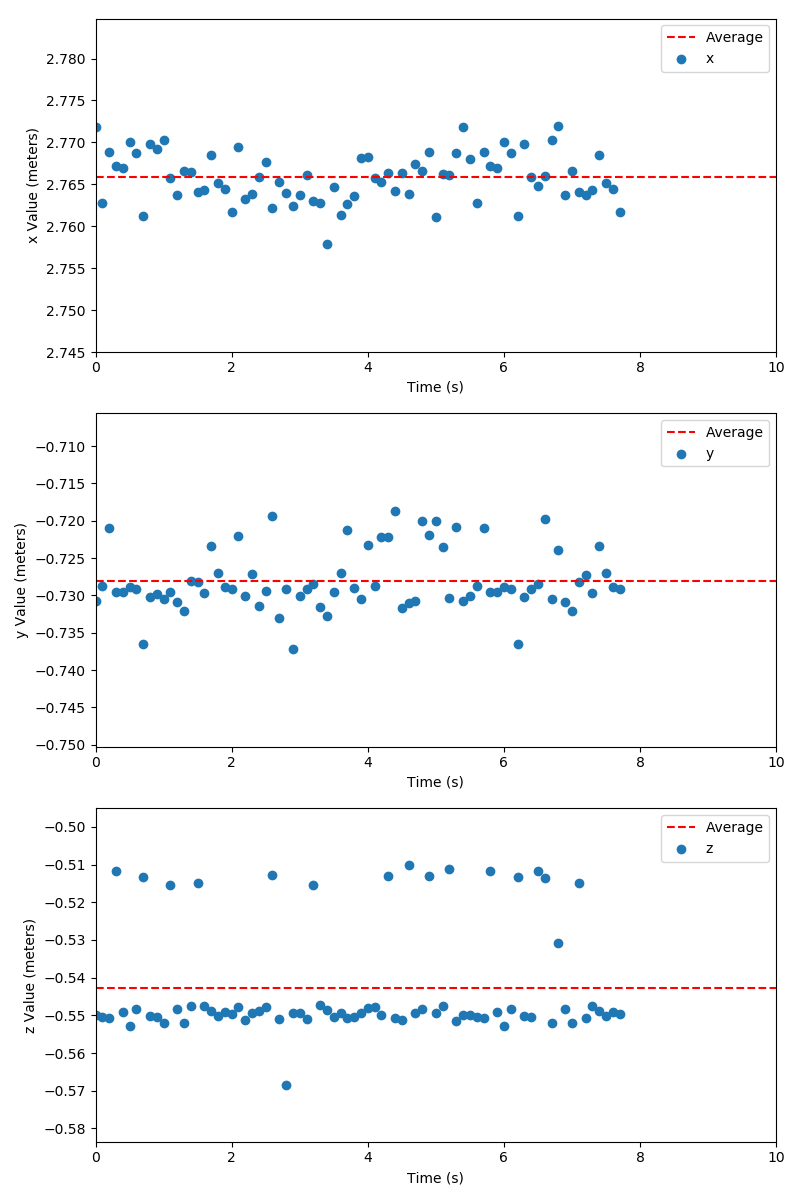 2.780
2.775
2.770
2.765
2.760
2.755
2.750
2.745
x Value (meters)
0 2 4 6 8 10
Time (s)
Average
x
−0.710
−0.715
−0.720
−0.725
−0.730
−0.735
−0.740
−0.745
−0.750
y Value (meters)
0 2 4 6 8 10
Time (s)
Average
y
−0.50
−0.51
−0.52
−0.53
−0.54
−0.55
−0.56
−0.57
−0.58
z Value (meters)
0 2 4 6 8 10
Time (s)
Average
z